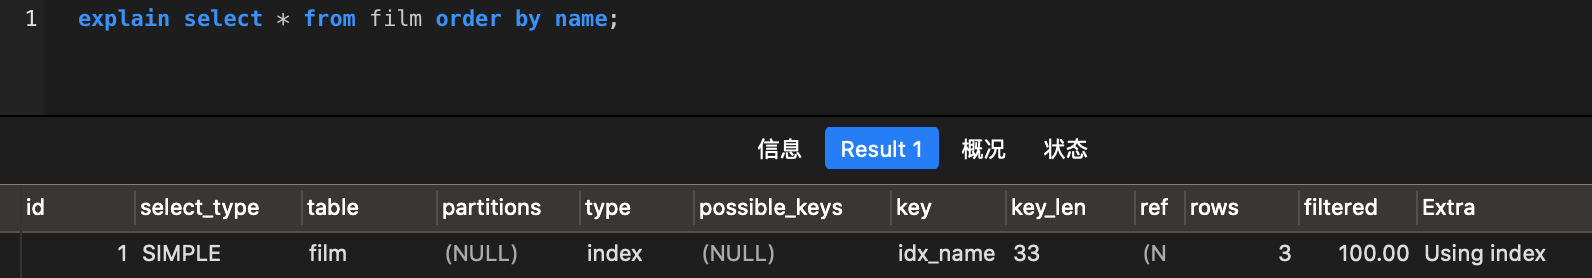 1 explain select * from film order by name;
信息 Result 1 概况 状态
id select_type table partitions type possible_keys key key_len ref rows filtered Extra
1 SIMPLE film (NULL) index (NULL) idx_name 33 (N 3 100.00 Using index